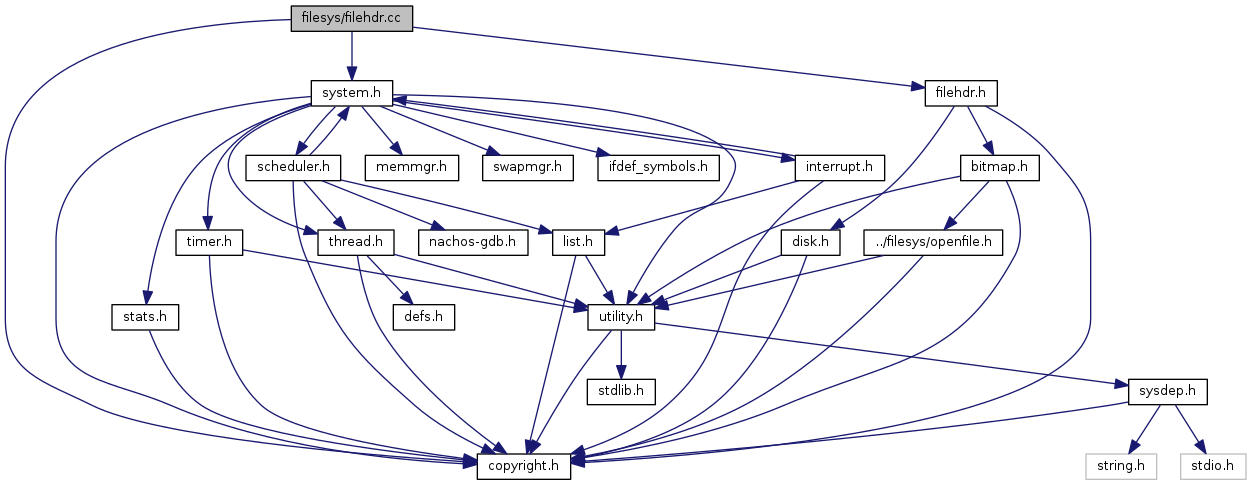 filesys/filehdr.cc
system.h
filehdr.h
scheduler.h
memmgr.h
swapmgr.h
ifdef_symbols.h
interrupt.h
bitmap.h
timer.h
thread.h
nachos-gdb.h
list.h
disk.h
../filesys/openfile.h
stats.h
defs.h
utility.h
stdlib.h
sysdep.h
copyright.h
string.h
stdio.h